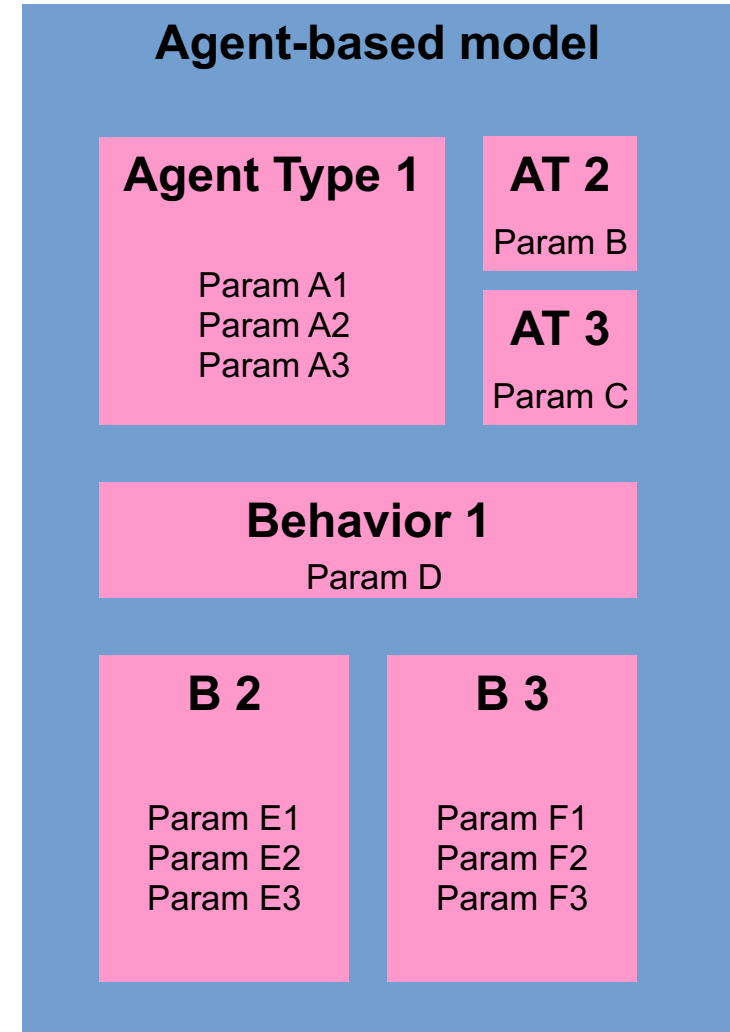 Agent-based model
Agent Type 1
Param A1
Param A2
Param A3
AT 2
Param B
AT 3
Param C
Behavior 1
Param D
B 2
Param E1
Param E2
Param E3
B 3
Param F1
Param F2
Param F3